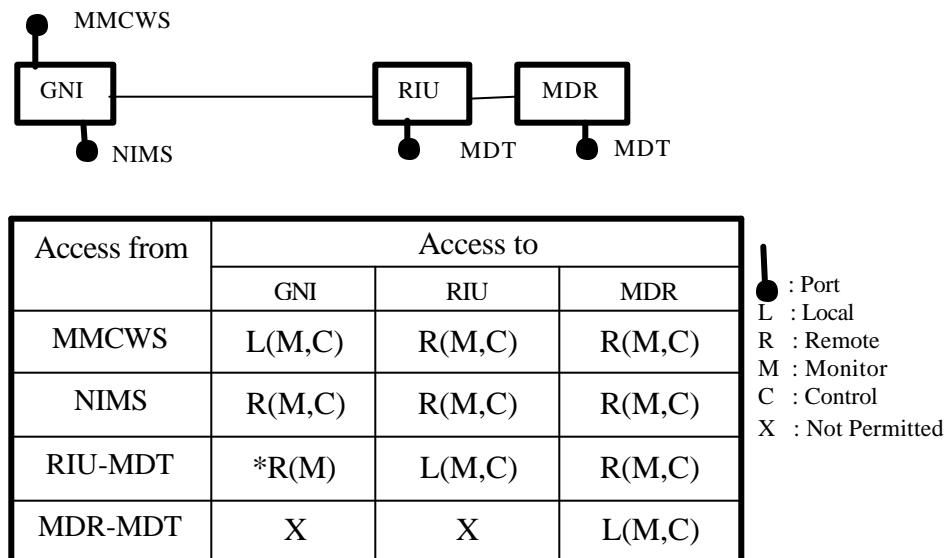 MMCWS
GNI RIU MDR
NIMS MDT MDT
Access from Access to
GNI RIU MDR
MMCWS L(M,C) R(M,C) R(M,C)
NIMS R(M,C) R(M,C) R(M,C)
RIU-MDT *R(M) L(M,C) R(M,C)
MDR-MDT X X L(M,C)
: Port
L : Local
R : Remote
M : Monitor
C : Control
X : Not Permitted